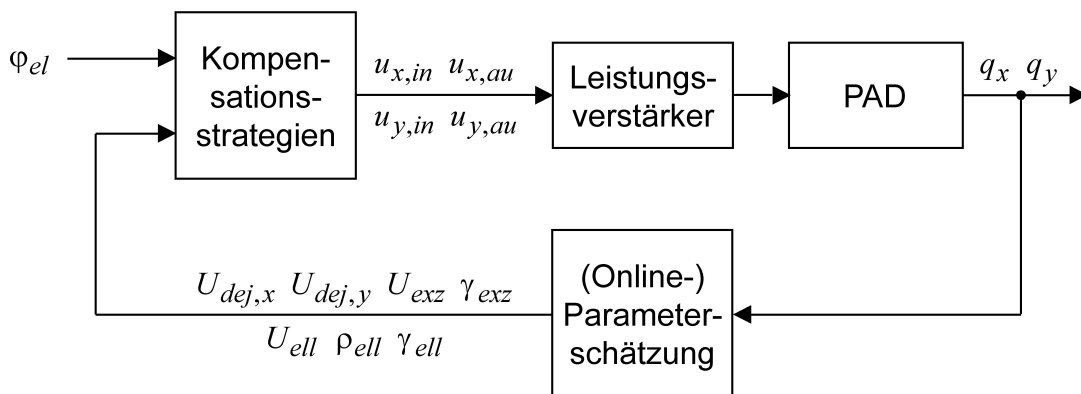 φel
Kompen-
sations-
strategien
ux,in ux,au
uy,in uy,au
Leistungs-
verstärker
PAD
qx qy
Udej,x Udej,y Uexz γexz
Uell ρell γell
(Online-)
Parameter-
schätzung